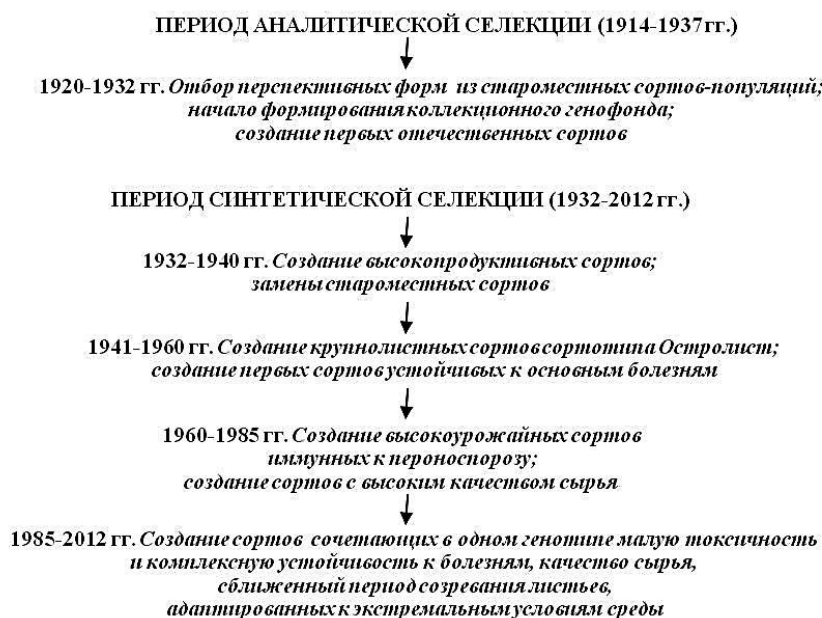 ПЕРИОД АНАЛИТИЧЕСКОЙ СЕЛЕКЦИИ (1914-1937 гг.)
1920-1932 гг. Отбор перспективных форм из староместных сортов-популяций;
начало формирования коллекционного генофонда;
создание первых отечественных сортов
ПЕРИОД СИНТЕТИЧЕСКОЙ СЕЛЕКЦИИ (1932-2012 гг.)
1932-1940 гг. Создание высокопродуктивных сортов;
замены староместных сортов
1941-1960 гг. Создание крупнолистных сортов сортотипа Остролист;
создание первых сортов устойчивых к основным болезням
1960-1985 гг. Создание высокоурожайных сортов
иммунных к пероноспорозу;
создание сортов с высоким качеством сырья
1985-2012 гг. Создание сортов сочетающих в одном генотипе малую токсичность
и комплексную устойчивость к болезням, качество сырья,
сближенный период созревания листьев,
адаптированных к экстремальным условиям среды